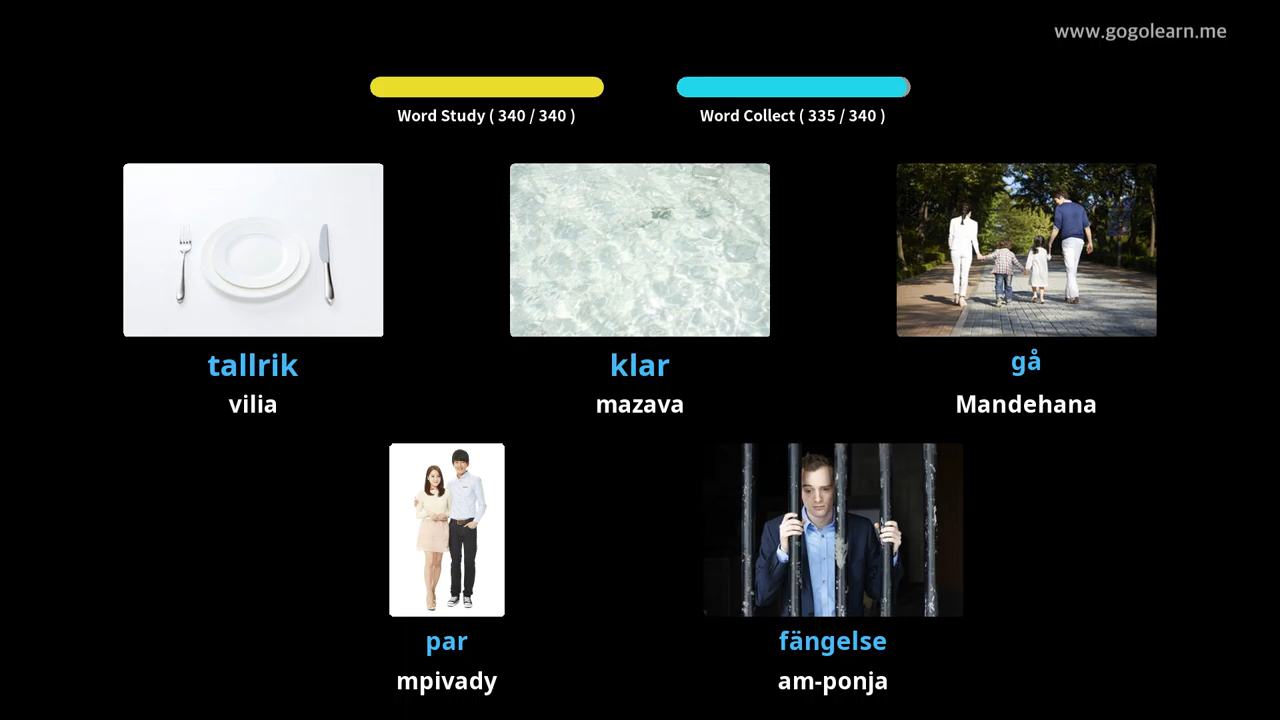 www.gogolearn.me
Word Study ( 340 / 340 )
Word Collect ( 335 / 340 )
tallrik
vilia
klar
mazava
gå
Mandehana
par
mpivady
fängelse
am-ponja